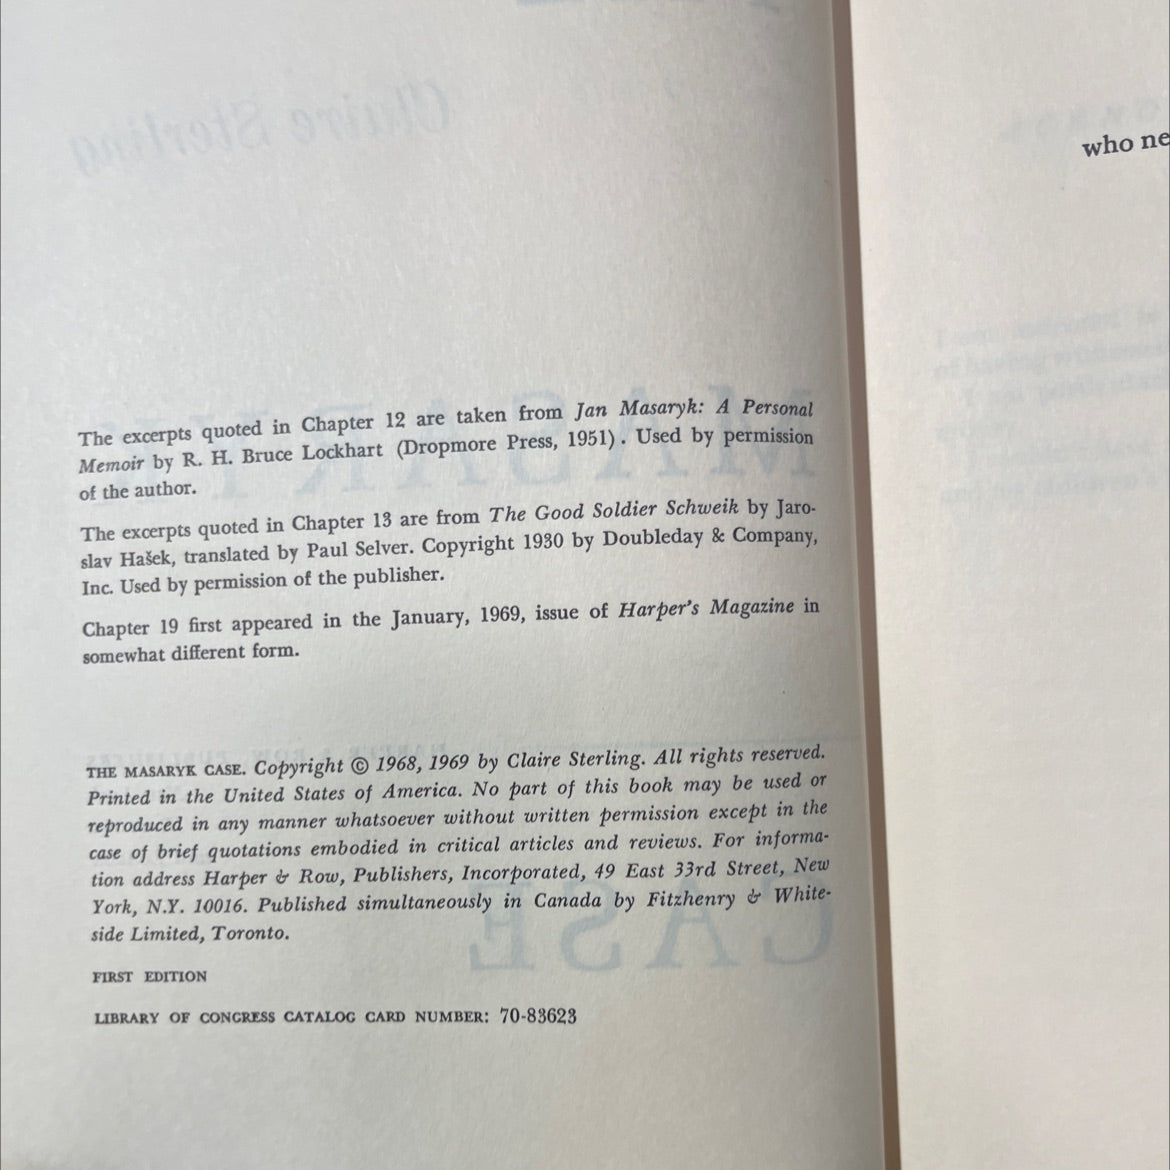 Claire Sterling
who ne
MASARYK
The excerpts quoted in Chapter 12 are taken from Jan Masaryk: A Personal
Memoir by R. H. Bruce Lockhart (Dropmore Press, 1951). Used by permission
of the author.
The excerpts quoted in Chapter 13 are from The Good Soldier Schweik by Jaro-
slav Hašek, translated by Paul Selver. Copyright 1930 by Doubleday & Company,
Inc. Used by permission of the publisher.
Chapter 19 first appeared in the January, 1969, issue of Harper's Magazine in
somewhat different form.
THE MASARYK CASE. Copyright © 1968, 1969 by Claire Sterling. All rights reserved.
Printed in the United States of America. No part of this book may be used or
reproduced in any manner whatsoever without written permission except in the
case of brief quotations embodied in critical articles and reviews. For informa-
tion address Harper & Row, Publishers, Incorporated, 49 East 33rd Street, New
York, N.Y. 10016. Published simultaneously in Canada by Fitzhenry & White-
side Limited, Toronto.
CASE
FIRST EDITION
LIBRARY OF CONGRESS CATALOG CARD NUMBER: 70-83623